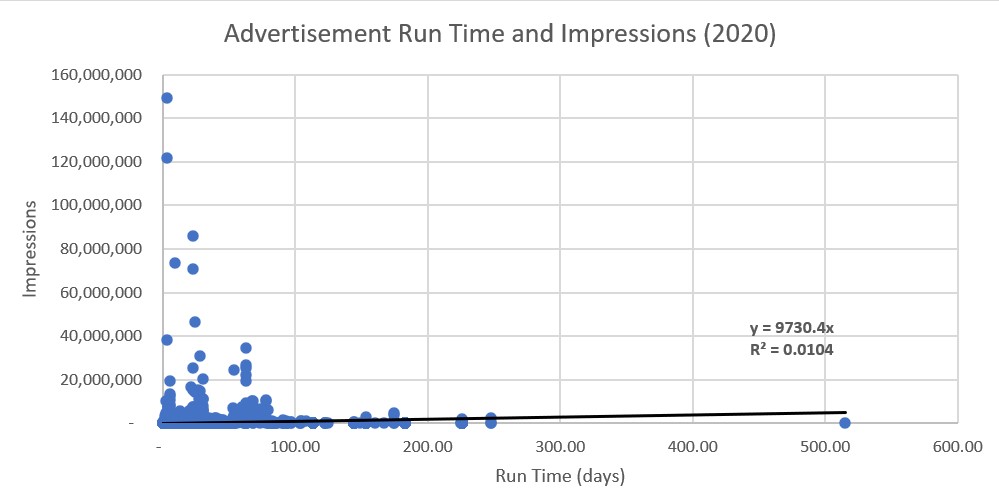 Advertisement Run Time and Impressions (2020)
160,000,000
140,000,000
120,000,000
100,000,000
80,000,000
60,000,000
40,000,000
20,000,000
-
Impressions
y = 9730.4x
R² = 0.0104
- 100.00 200.00 300.00 400.00 500.00 600.00
Run Time (days)